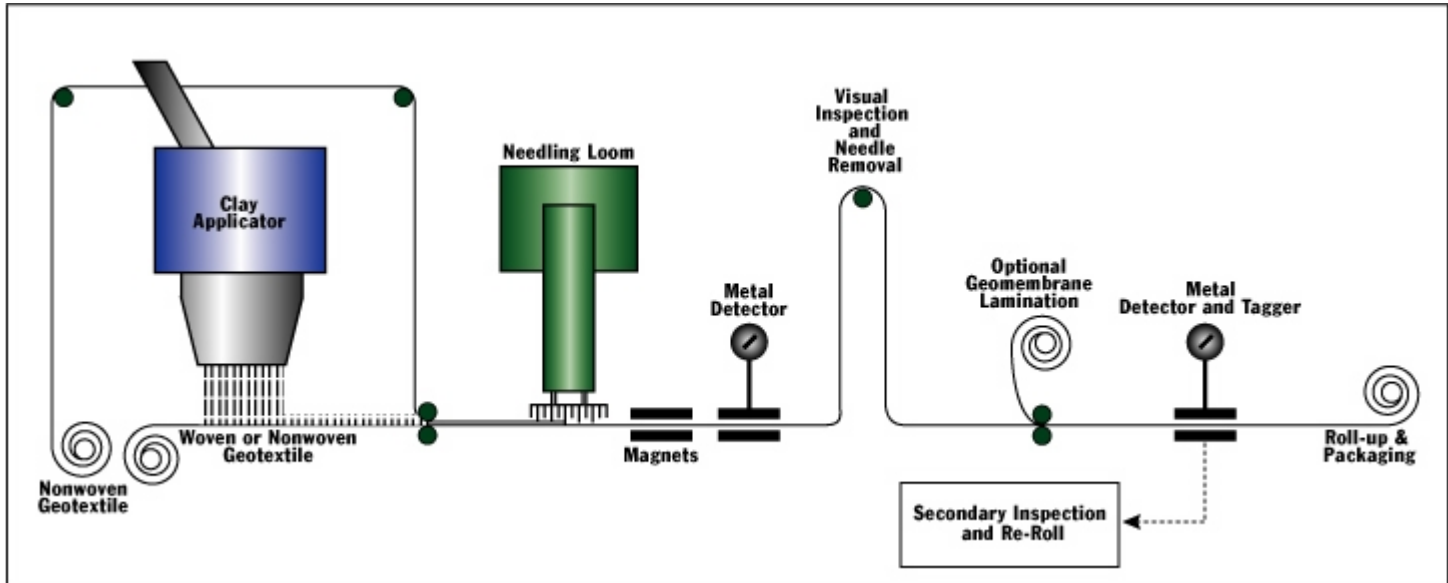 Visual
Inspection
and
Needle
Removal
Needling Loom
Clay
Applicator
Optional
Geomembrane
Lamination
Metal
Detector
Metal
Detector and Tagger
Woven or Nonwoven
Geotextile
Magnets
Roll-up &
Packaging
Nonwoven
Geotextile
Secondary Inspection
and Re-Roll